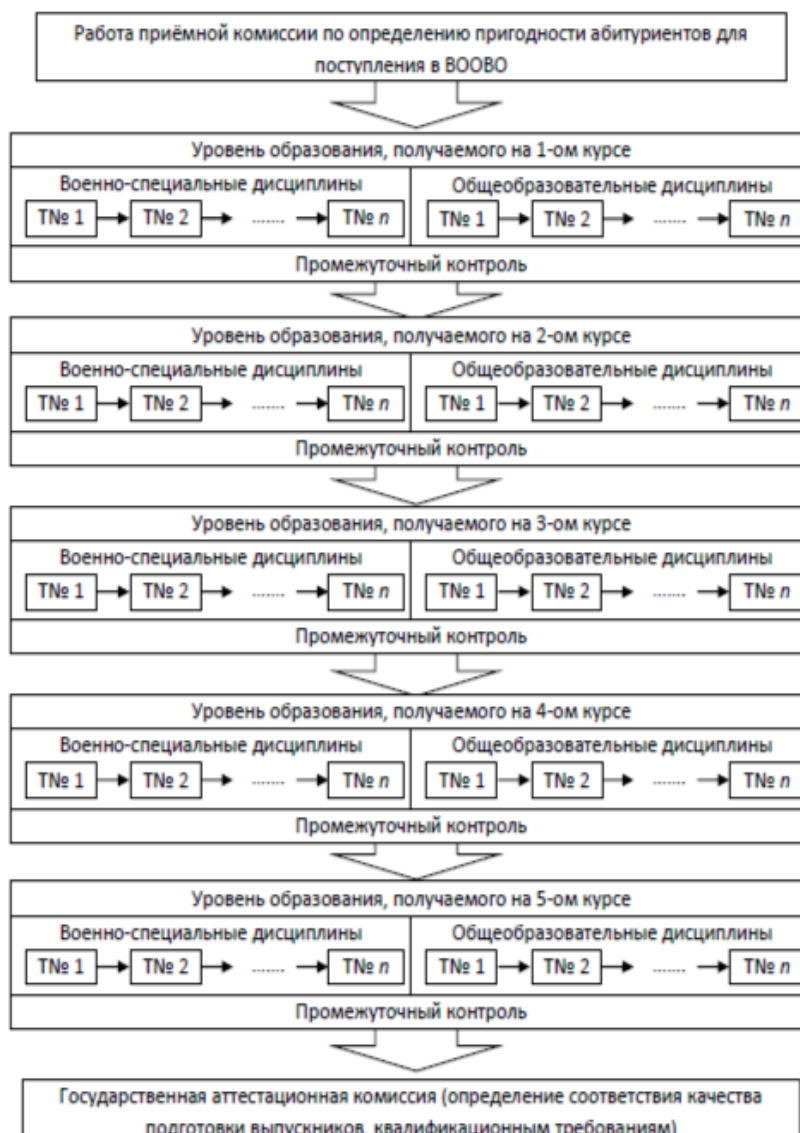 Работа приёмной комиссии по определению пригодности абитуриентов для
поступления в ВООВО
Уровень образования, получаемого на 1-ом курсе
Военно-специальные дисциплины
Т№ 1 Т№ 2 ....... Т№ n
Общеобразовательные дисциплины
Т№ 1 Т№ 2 ....... Т№ n
Промежуточный контроль
Уровень образования, получаемого на 2-ом курсе
Военно-специальные дисциплины
Т№ 1 Т№ 2 ....... Т№ n
Общеобразовательные дисциплины
Т№ 1 Т№ 2 ....... Т№ n
Промежуточный контроль
Уровень образования, получаемого на 3-ом курсе
Военно-специальные дисциплины
Т№ 1 Т№ 2 ....... Т№ n
Общеобразовательные дисциплины
Т№ 1 Т№ 2 ....... Т№ n
Промежуточный контроль
Уровень образования, получаемого на 4-ом курсе
Военно-специальные дисциплины
Т№ 1 Т№ 2 ....... Т№ n
Общеобразовательные дисциплины
Т№ 1 Т№ 2 ....... Т№ n
Промежуточный контроль
Уровень образования, получаемого на 5-ом курсе
Военно-специальные дисциплины
Т№ 1 Т№ 2 ....... Т№ n
Общеобразовательные дисциплины
Т№ 1 Т№ 2 ....... Т№ n
Промежуточный контроль
Государственная аттестационная комиссия (определение соответствия качества
подготовки выпускников, квалификационным требованиям)